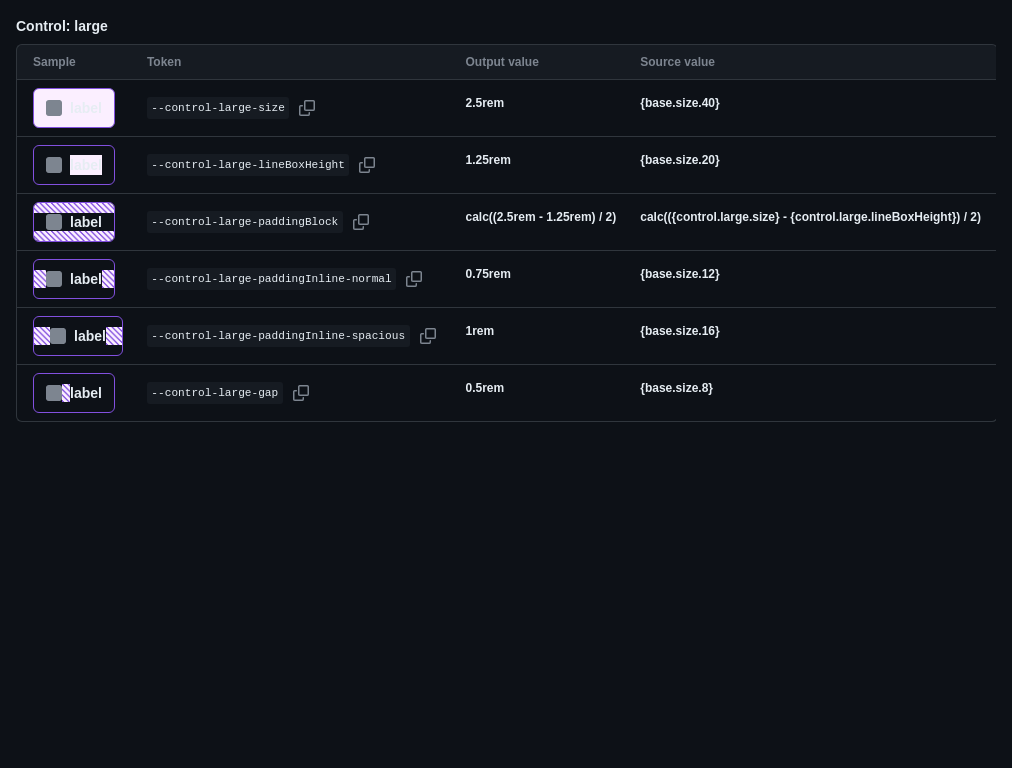 Control: large
Sample Token Output value Source value
label --control-large-size 2.5rem {base.size.40}
label --control-large-lineBoxHeight 1.25rem {base.size.20}
label --control-large-paddingBlock calc((2.5rem - 1.25rem) / 2) calc(({control.large.size} - {control.large.lineBoxHeight}) / 2)
label --control-large-paddingInline-normal 0.75rem {base.size.12}
label --control-large-paddingInline-spacious 1rem {base.size.16}
label --control-large-gap 0.5rem {base.size.8}